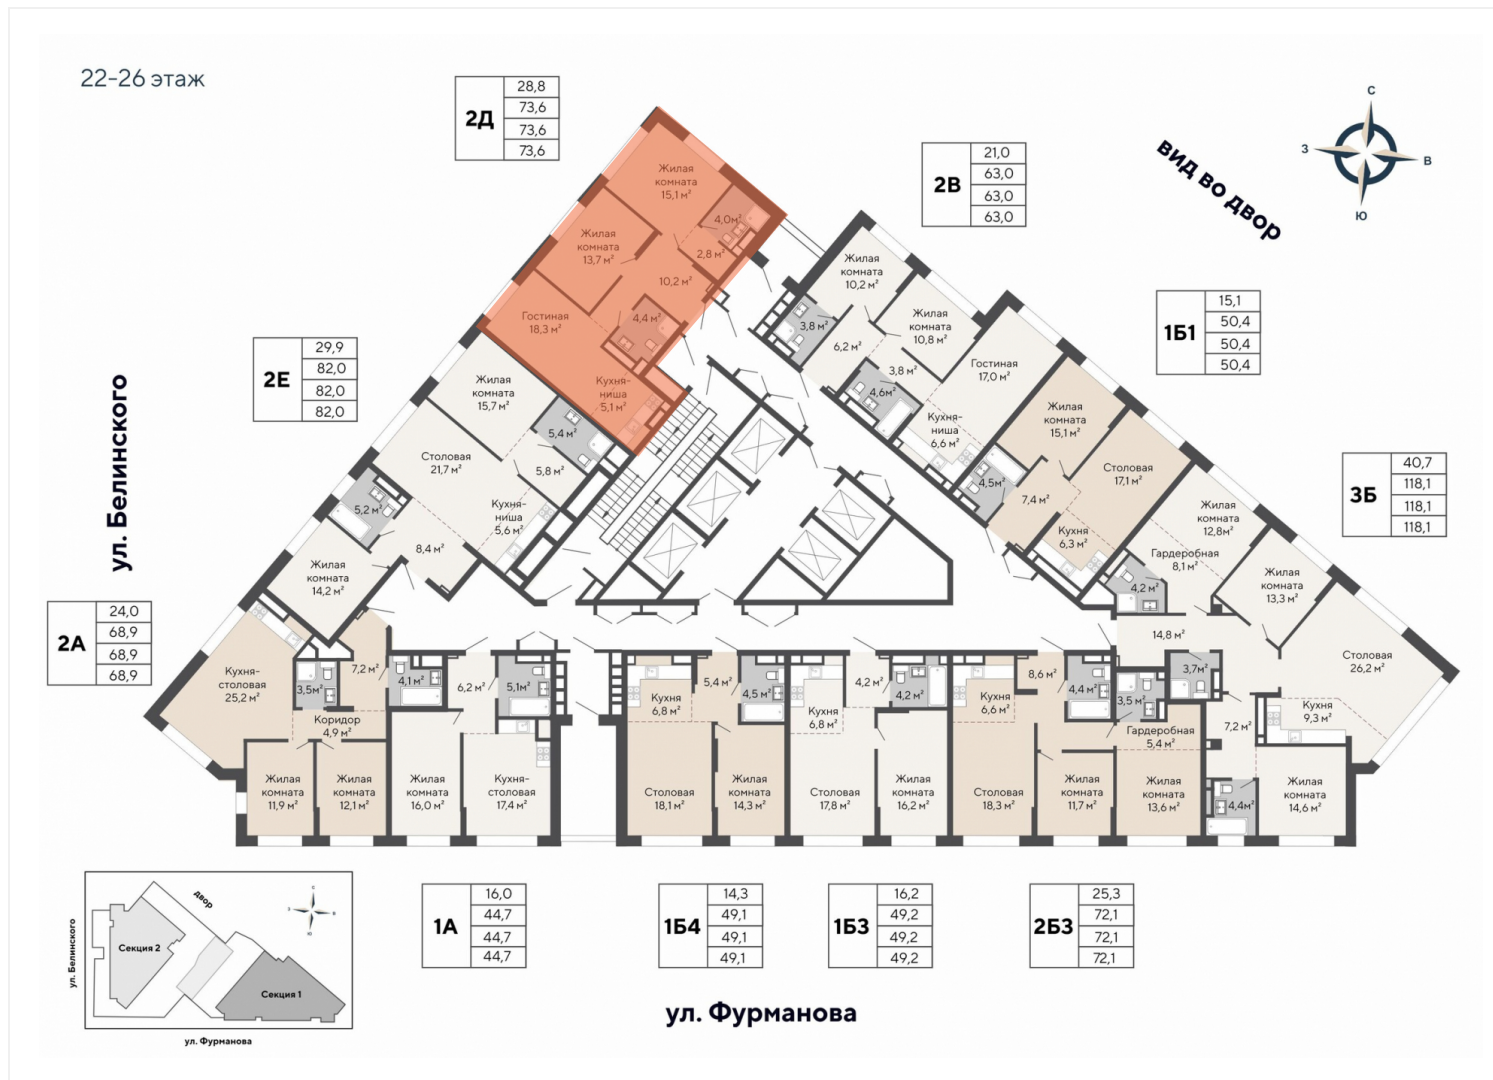 22-26 этаж
2Д
28,8
73,6
73,6
73,6
2В
21,0
63,0
63,0
63,0
вид во двор
С
З
В
Ю
1Б1
15,1
50,4
50,4
50,4
2Е
29,9
82,0
82,0
82,0
ул. Белинского
3Б
40,7
118,1
118,1
118,1
2А
24,0
68,9
68,9
68,9
Жилая
комната
15,1 м²
4,0м²
Жилая
комната
13,7 м²
2,8 м²
10,2 м²
Гостиная
18,3 м²
4,4 м²
Кухня-
ниша
5,1 м²
Жилая
комната
10,2 м²
3,8 м²
6,2 м²
Жилая
комната
10,8 м²
3,8 м²
4,6м²
Гостиная
17,0 м²
Кухня-
ниша
6,6 м²
Жилая
комната
15,1 м²
Столовая
17,1 м²
4,5м²
7,4 м²
Кухня
6,3 м²
Жилая
комната
15,7 м²
5,4 м²
Столовая
21,7 м²
5,8 м²
5,2 м²
Кухня-
ниша
5,6 м²
8,4 м²
Жилая
комната
14,2 м²
Жилая
комната
12,8м²
Гардеробная
8,1 м²
4,2 м²
Жилая
комната
13,3 м²
14,8 м²
Столовая
26,2 м²
3,7м²
3,5 м²
Кухня
9,3 м²
7,2 м²
Гардеробная
5,4 м²
Жилая
комната
13,6 м²
4,4м²
Жилая
комната
14,6 м²
Кухня-
столовая
25,2 м²
3,5м²
7,2 м²
Коридор
4,9 м²
Жилая
комната
11,9 м²
Жилая
комната
12,1 м²
4,1 м²
6,2 м²
5,1м²
Жилая
комната
16,0 м²
Кухня-
столовая
17,4 м²
Кухня
6,8 м²
5,4 м²
4,5 м²
Столовая
18,1 м²
Жилая
комната
14,3 м²
Кухня
6,8 м²
4,2 м²
4,2 м²
Столовая
17,8 м²
Жилая
комната
16,2 м²
Кухня
6,6 м²
8,6 м²
4,4 м²
Столовая
18,3 м²
Жилая
комната
11,7 м²
1А
16,0
44,7
44,7
44,7
1Б4
14,3
49,1
49,1
49,1
1Б3
16,2
49,2
49,2
49,2
2Б3
25,3
72,1
72,1
72,1
ул. Фурманова
двор
С
З
В
Ю
Секция 2
Секция 1
ул. Белинского
ул. Фурманова